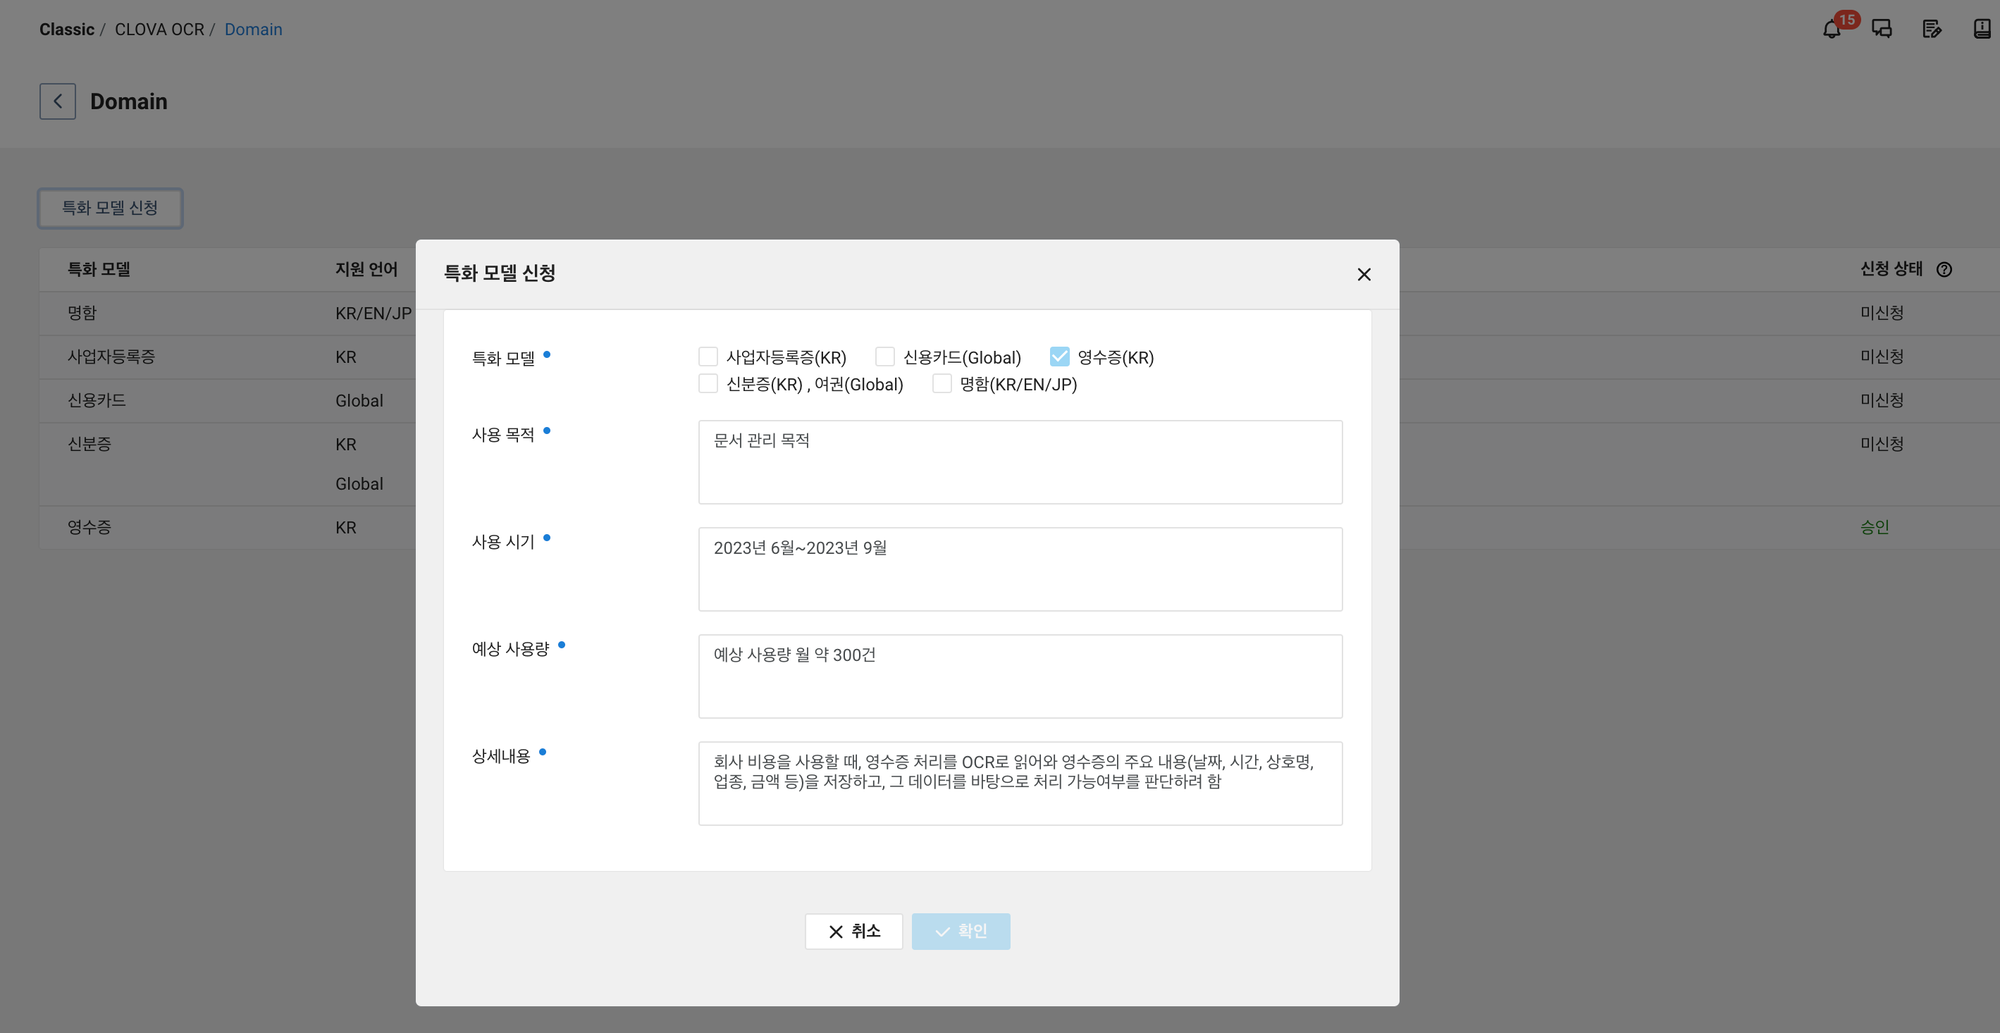 Classic / CLOVA OCR / Domain
15
Domain
특화 모델 신청
특화 모델 지원 언어 신청 상태
명함 KR/EN/JP 미신청
사업자등록증 KR 미신청
신용카드 Global 미신청
신분증 KR 미신청
Global
영수증 KR 승인
특화 모델 신청
특화 모델
사업자등록증(KR) 신용카드(Global) 영수증(KR)
신분증(KR) , 여권(Global) 명함(KR/EN/JP)
사용 목적
문서 관리 목적
사용 시기
2023년 6월~2023년 9월
예상 사용량
예상 사용량 월 약 300건
상세내용
회사 비용을 사용할 때, 영수증 처리를 OCR로 읽어와 영수증의 주요 내용(날짜, 시간, 상호명,
업종, 금액 등)을 저장하고, 그 데이터를 바탕으로 처리 가능여부를 판단하려 함
취소 확인